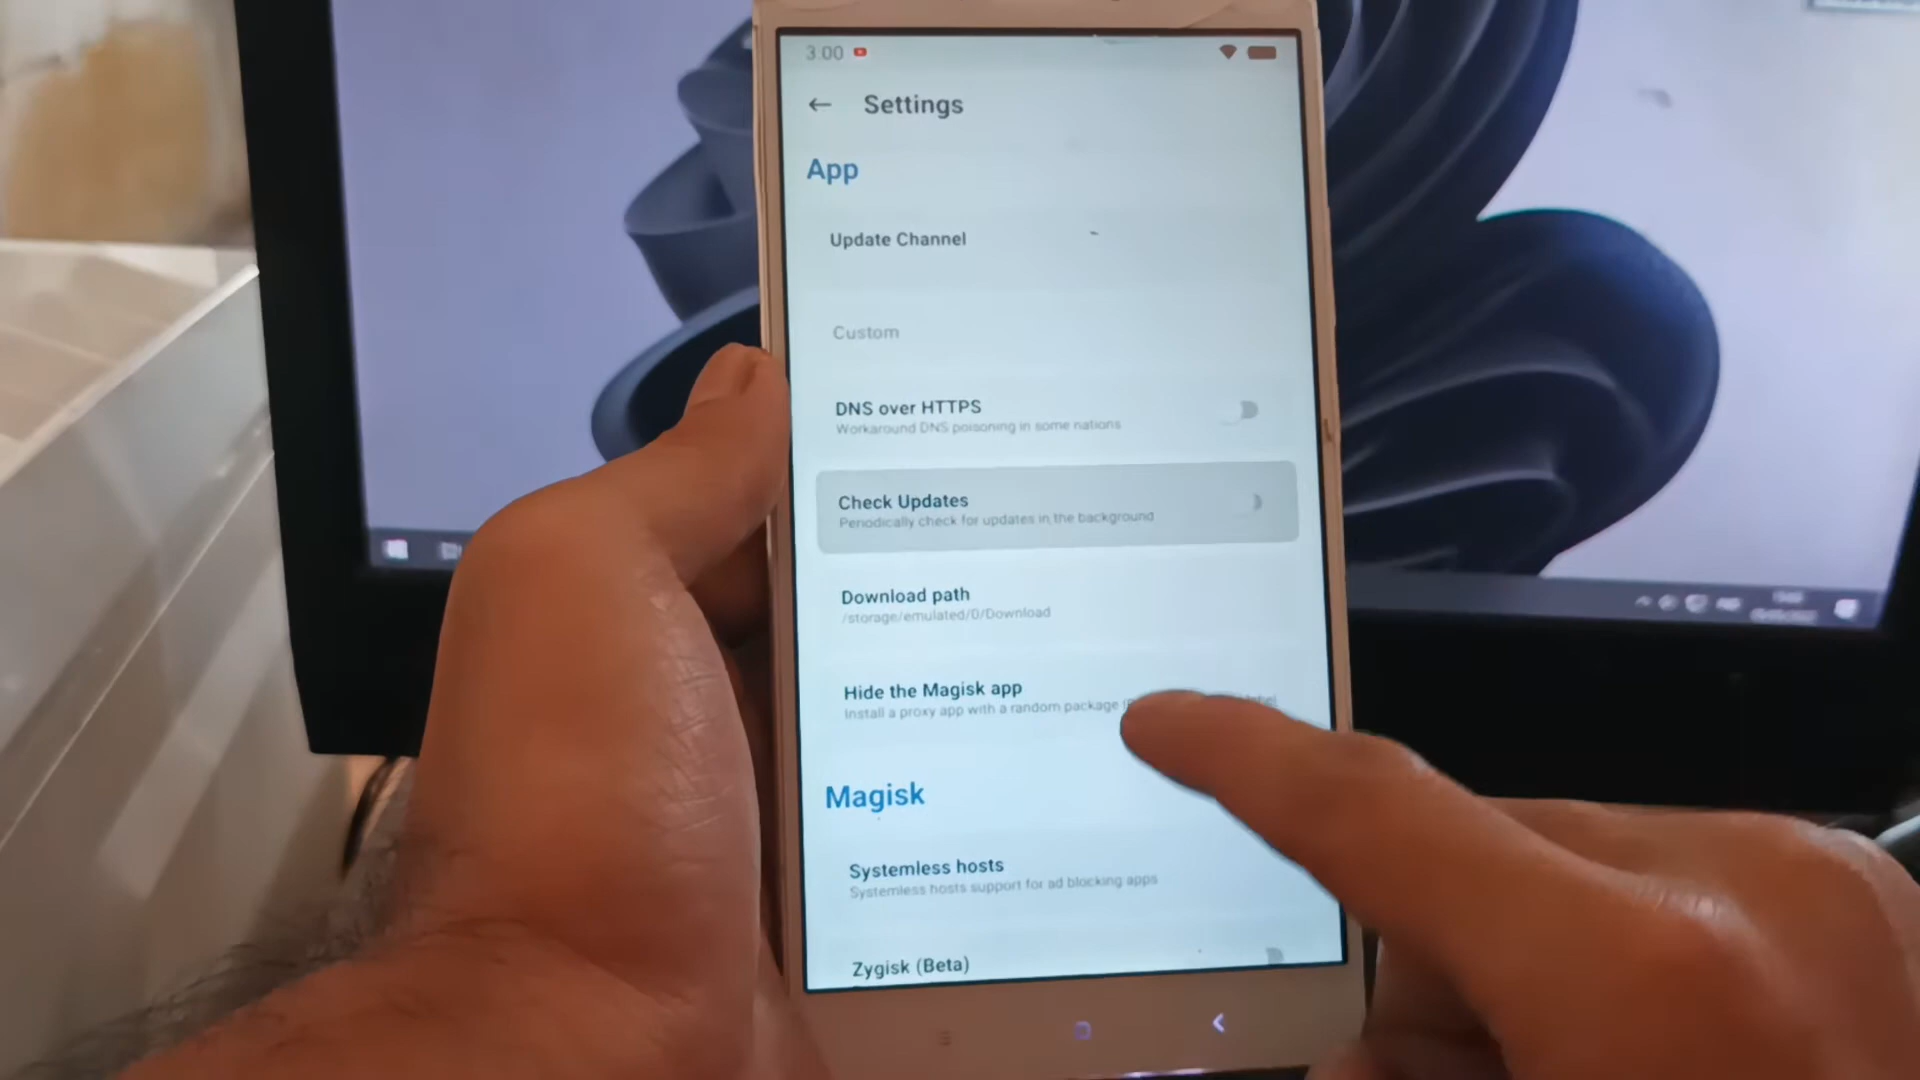 3:00
Settings
App
Update Channel
Custom
DNS over HTTPS
Workaround DNS poisoning in some nations
Check Updates
Periodically check for updates in the background
Download path
/storage/emulated/0/Download
Hide the Magisk app
Install a proxy app with a random package
Magisk
Systemless hosts
Systemless hosts support for ad blocking apps
Zygisk (Beta)